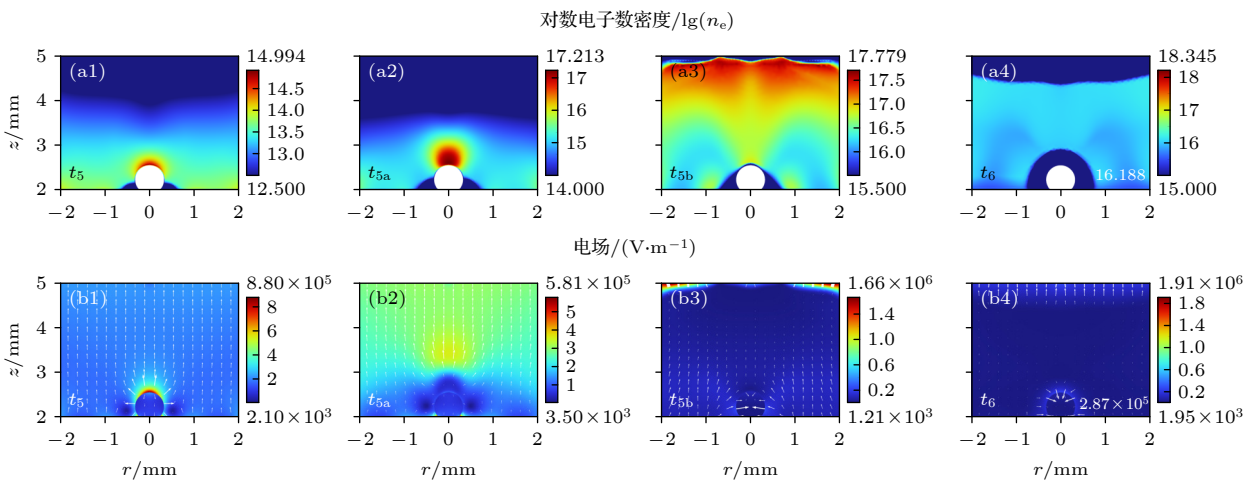 对数电子数密度/lg(nₑ)
14.994 17.213 17.779 18.345
(a1) (a2) (a3) (a4)
5 4 3 2
z/mm
14.5 14.0 13.5 13.0
17 16 15
17.5 17.0 16.5 16.0
18 17 16
t₅ t₅ₐ t₅b t₆ 16.188
12.500 14.000 15.500 15.000
−2 −1 0 1 2 −2 −1 0 1 2 −2 −1 0 1 2 −2 −1 0 1 2
电场/(V·m⁻¹)
8.80×10⁵ 5.81×10⁵ 1.66×10⁶ 1.91×10⁶
(b1) (b2) (b3) (b4)
5 4 3 2
z/mm
8 6 4 2
5 4 3 2 1
1.4 1.0 0.6 0.2
1.8 1.4 1.0 0.6 0.2
t₅ t₅ₐ t₅b t₆ 2.87×10⁵
2.10×10³ 3.50×10³ 1.21×10³ 1.95×10³
−2 −1 0 1 2 −2 −1 0 1 2 −2 −1 0 1 2 −2 −1 0 1 2
r/mm r/mm r/mm r/mm